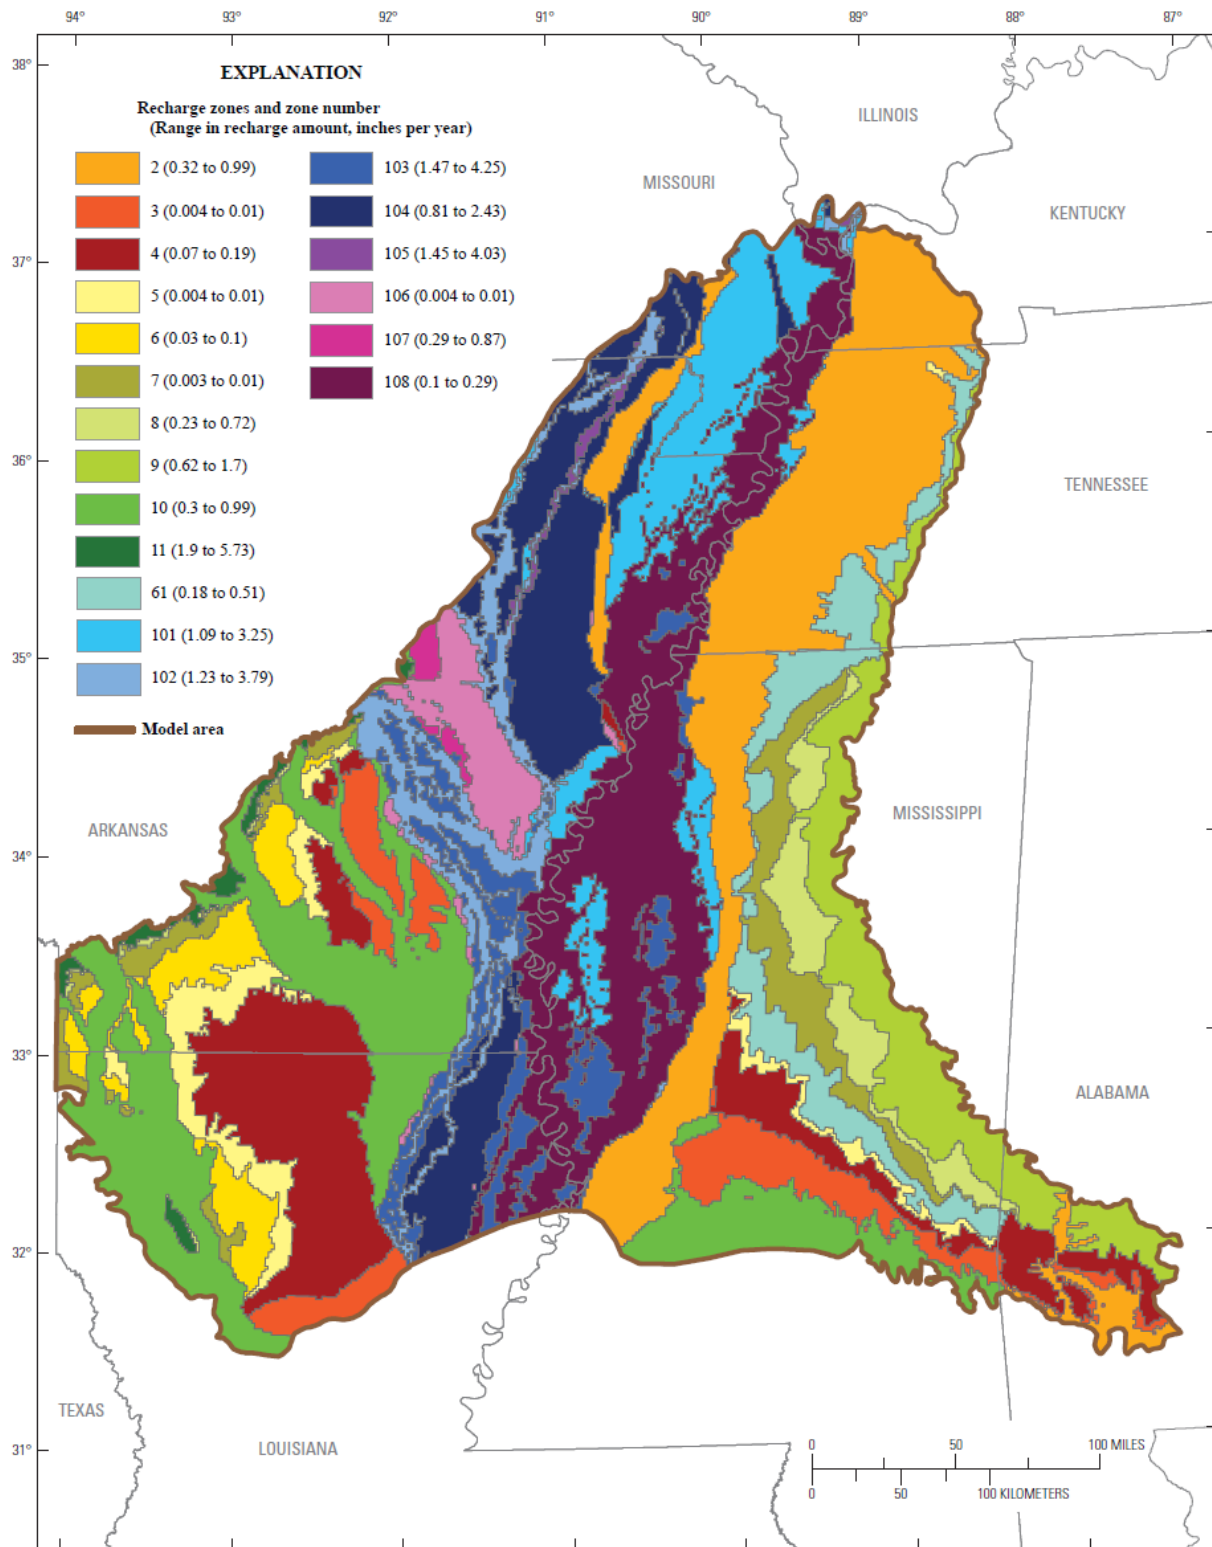 94° 93° 92° 91° 90° 89° 88° 87°
38°
EXPLANATION
Recharge zones and zone number
(Range in recharge amount, inches per year)
2 (0.32 to 0.99)
3 (0.004 to 0.01)
4 (0.07 to 0.19)
5 (0.004 to 0.01)
6 (0.03 to 0.1)
7 (0.003 to 0.01)
8 (0.23 to 0.72)
9 (0.62 to 1.7)
10 (0.3 to 0.99)
11 (1.9 to 5.73)
61 (0.18 to 0.51)
101 (1.09 to 3.25)
102 (1.23 to 3.79)
103 (1.47 to 4.25)
104 (0.81 to 2.43)
105 (1.45 to 4.03)
106 (0.004 to 0.01)
107 (0.29 to 0.87)
108 (0.1 to 0.29)
Model area
ILLINOIS
MISSOURI
KENTUCKY
37°
36°
TENNESSEE
35°
MISSISSIPPI
ARKANSAS
34°
33°
ALABAMA
32°
TEXAS
LOUISIANA
31°
0 50 100 MILES
0 50 100 KILOMETERS